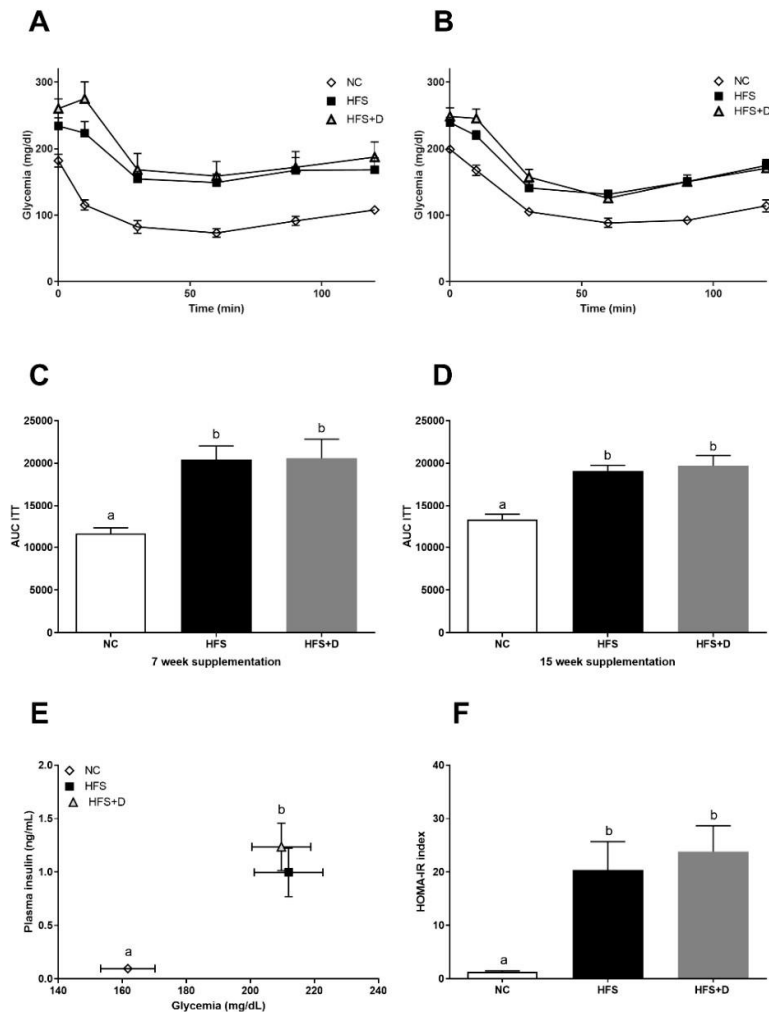 A
NC
HFS
HFS+D
300
200
100
0
Glycemia (mg/dl)
0
50
100
Time (min)
B
NC
HFS
HFS+D
300
200
100
0
Glycemia (mg/dl)
0
50
100
Time (min)
C
25000
20000
15000
10000
5000
0
AUC ITT
a
b
b
NC
HFS
HFS+D
7 week supplementation
D
25000
20000
15000
10000
5000
0
AUC ITT
a
b
b
NC
HFS
HFS+D
15 week supplementation
E
NC
HFS
HFS+D
2.0
1.5
1.0
0.5
0.0
Plasma insulin (ng/mL)
a
b
140
160
180
200
220
240
Glycemia (mg/dL)
F
40
30
20
10
0
HOMA-IR index
a
b
b
NC
HFS
HFS+D